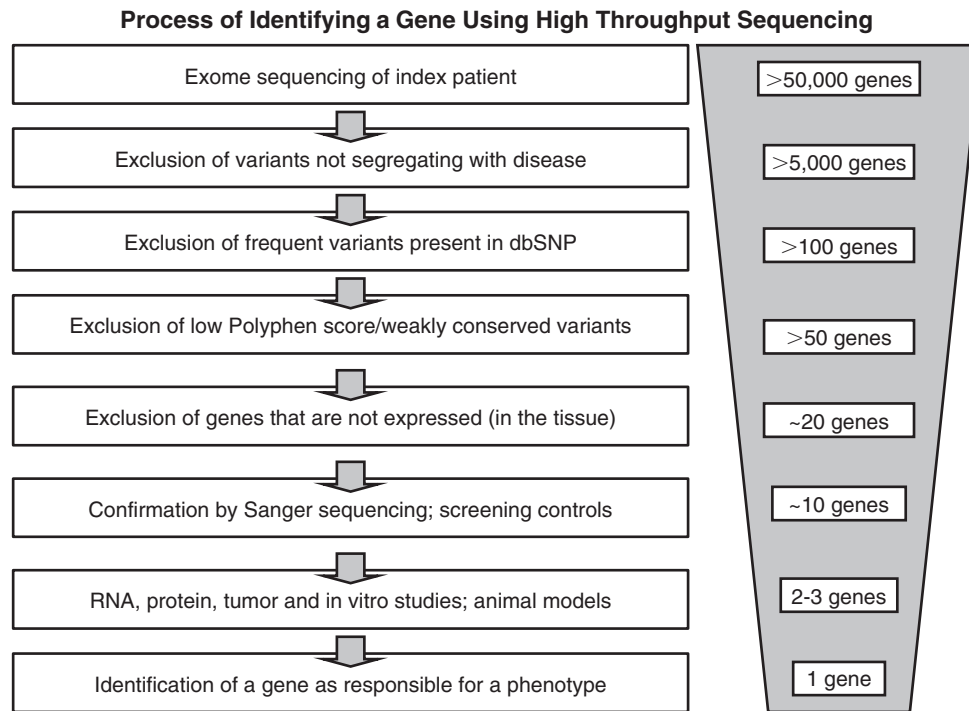 Process of Identifying a Gene Using High Throughput Sequencing
Exome sequencing of index patient
>50,000 genes
Exclusion of variants not segregating with disease
>5,000 genes
Exclusion of frequent variants present in dbSNP
>100 genes
Exclusion of low Polyphen score/weakly conserved variants
>50 genes
Exclusion of genes that are not expressed (in the tissue)
~20 genes
Confirmation by Sanger sequencing; screening controls
~10 genes
RNA, protein, tumor and in vitro studies; animal models
2-3 genes
Identification of a gene as responsible for a phenotype
1 gene